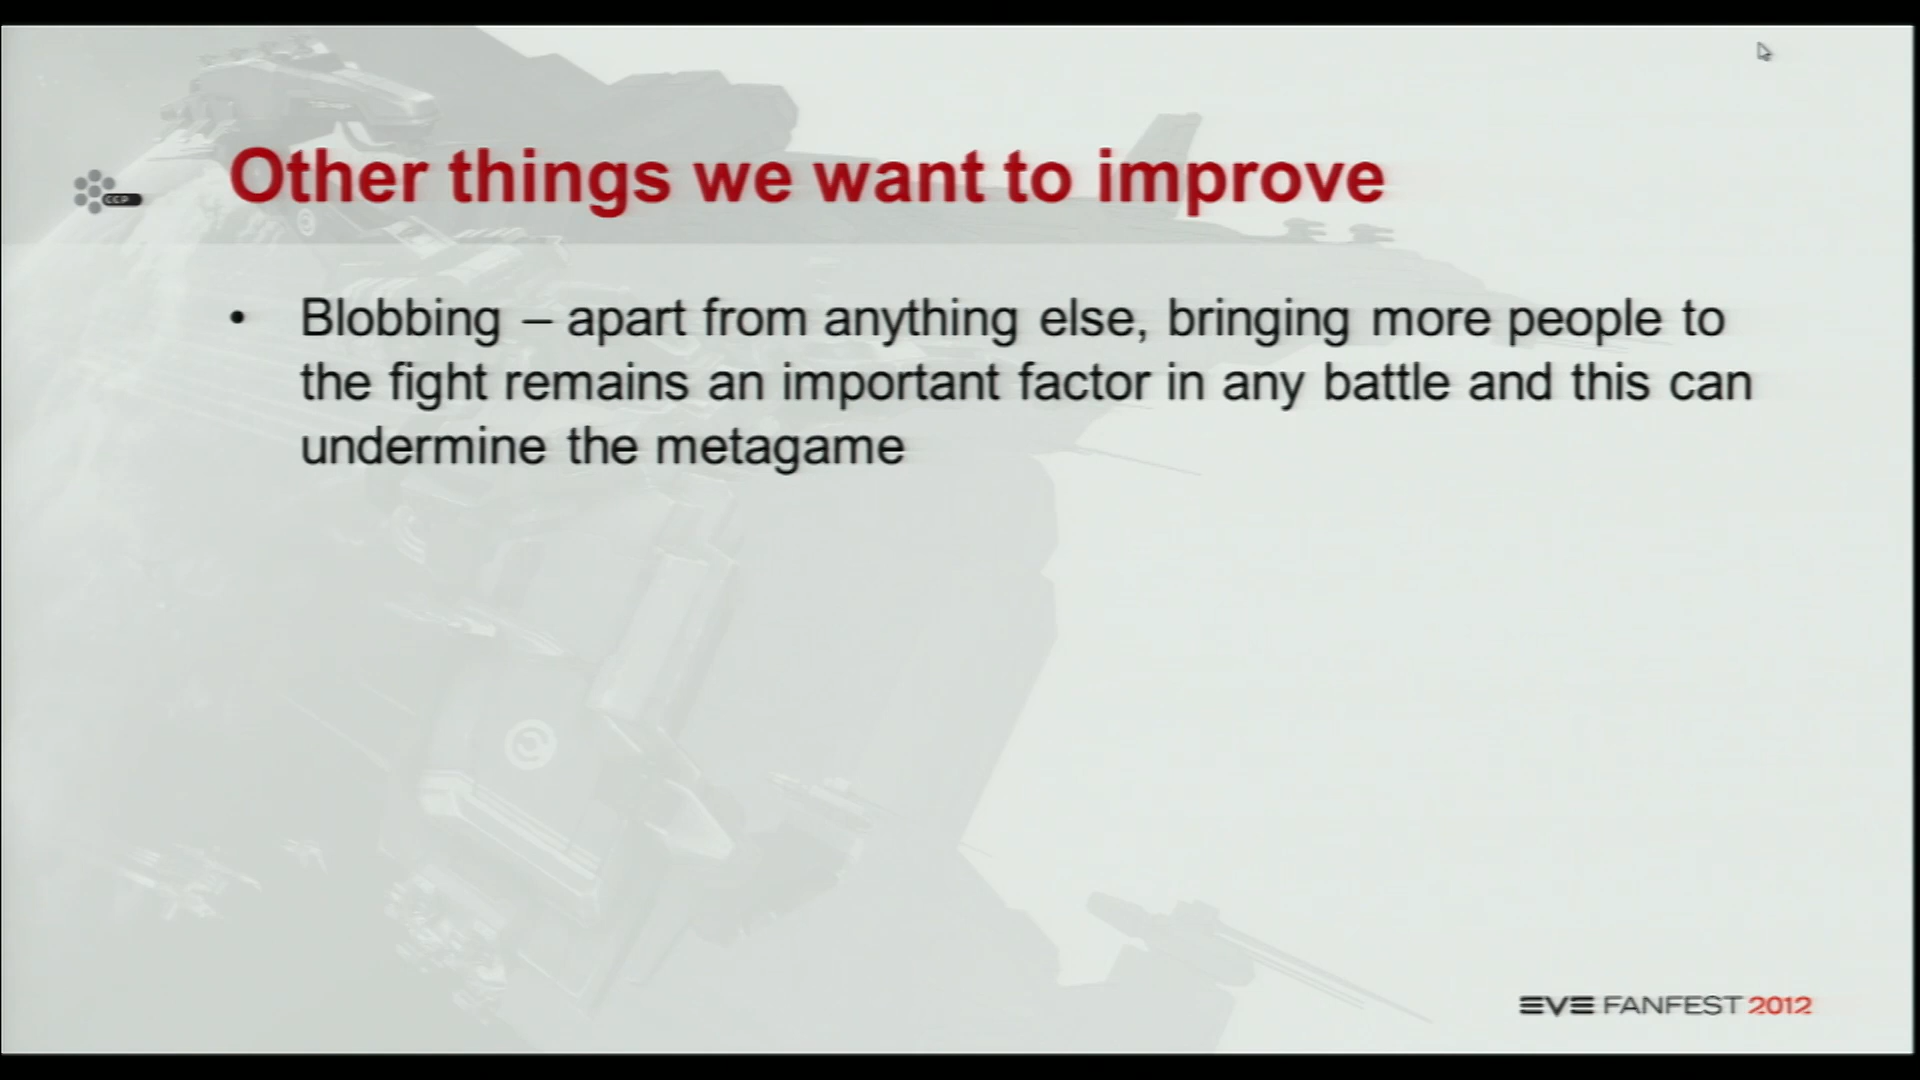 Other things we want to improve
CCP
• Blobbing – apart from anything else, bringing more people to
the fight remains an important factor in any battle and this can
undermine the metagame
EVE FANFEST 2012